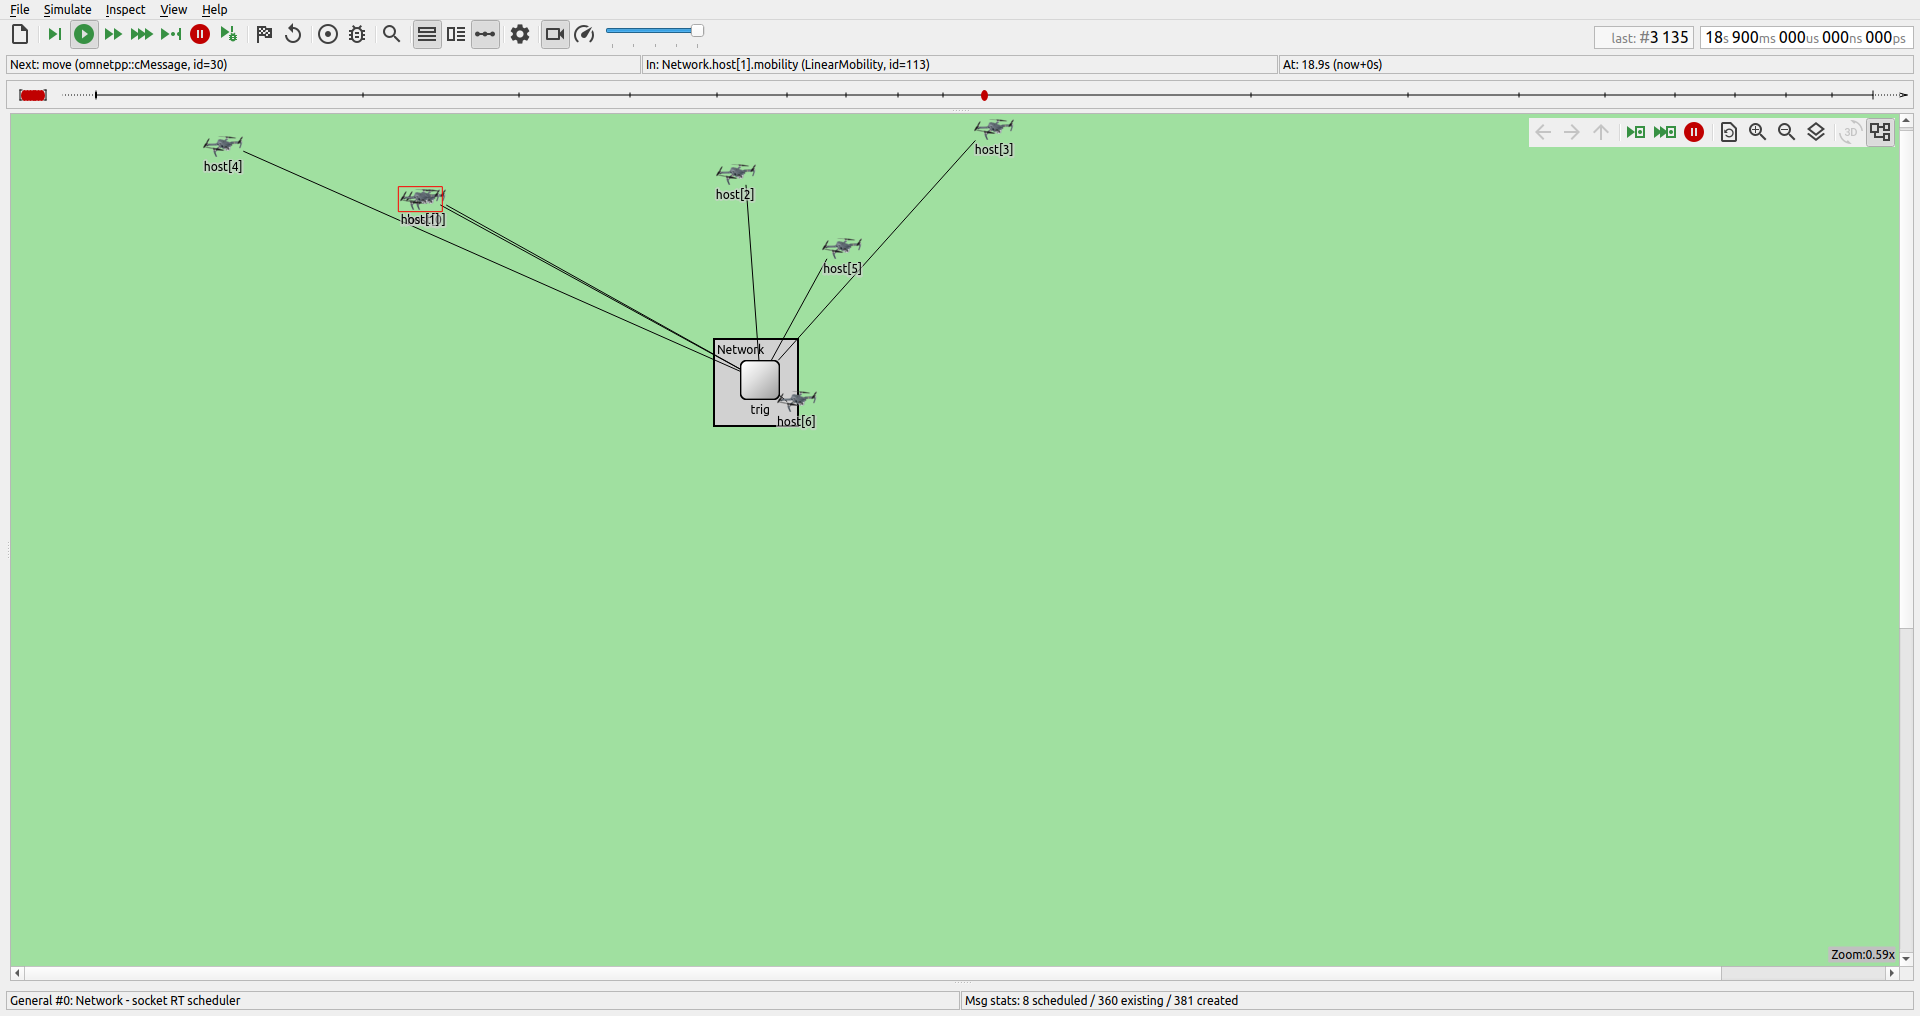 File Simulate Inspect View Help
last: #3 135
18s 900ms 000us 000ns 000ps
Next: move (omnetpp::cMessage, id=30)
In: Network.host[1].mobility (LinearMobility, id=113)
At: 18.9s (now+0s)
3D
host[4]
host[3]
host[2]
host[1]
host[5]
Network
trig
host[6]
Zoom:0.59x
General #0: Network - socket RT scheduler
Msg stats: 8 scheduled / 360 existing / 381 created